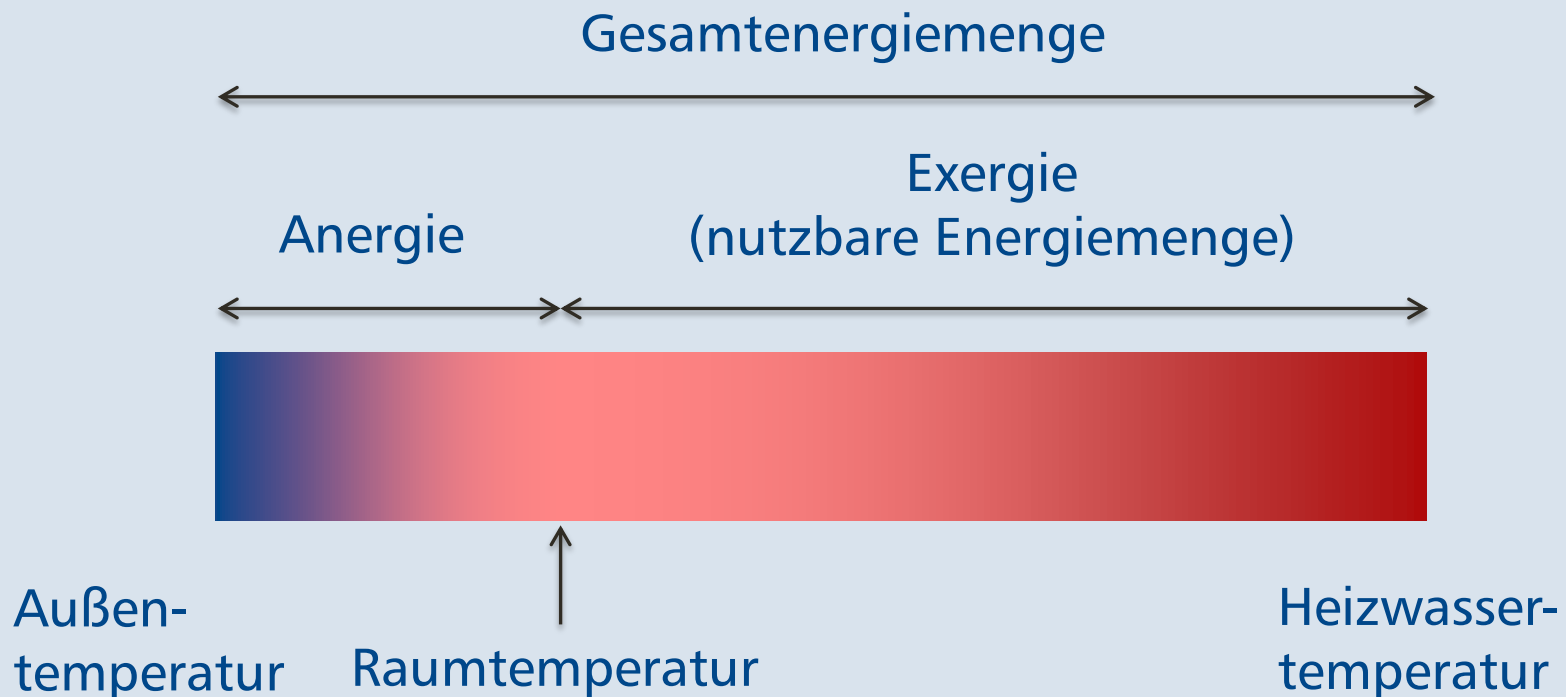 Gesamtenergiemenge
Exergie
Anergie
(nutzbare Energiemenge)
Außen-
temperatur
Raumtemperatur
Heizwasser-
temperatur